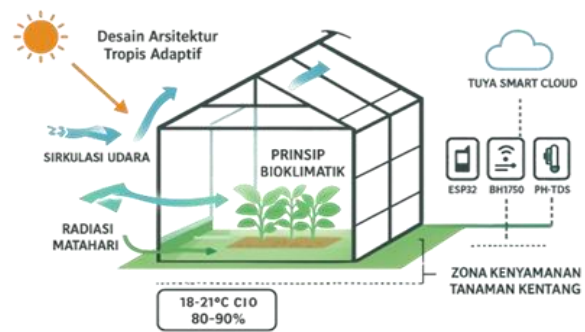 Desain Arsitektur
Tropis Adaptif
TUYA SMART CLOUD
SIRKULASI UDARA
PRINSIP
BIOKLIMATIK
ESP32
BH1750
PH-TDS
RADIASI
MATAHARI
ZONA KENYAMANAN
TANAMAN KENTANG
18-21°C CIO
80-90%